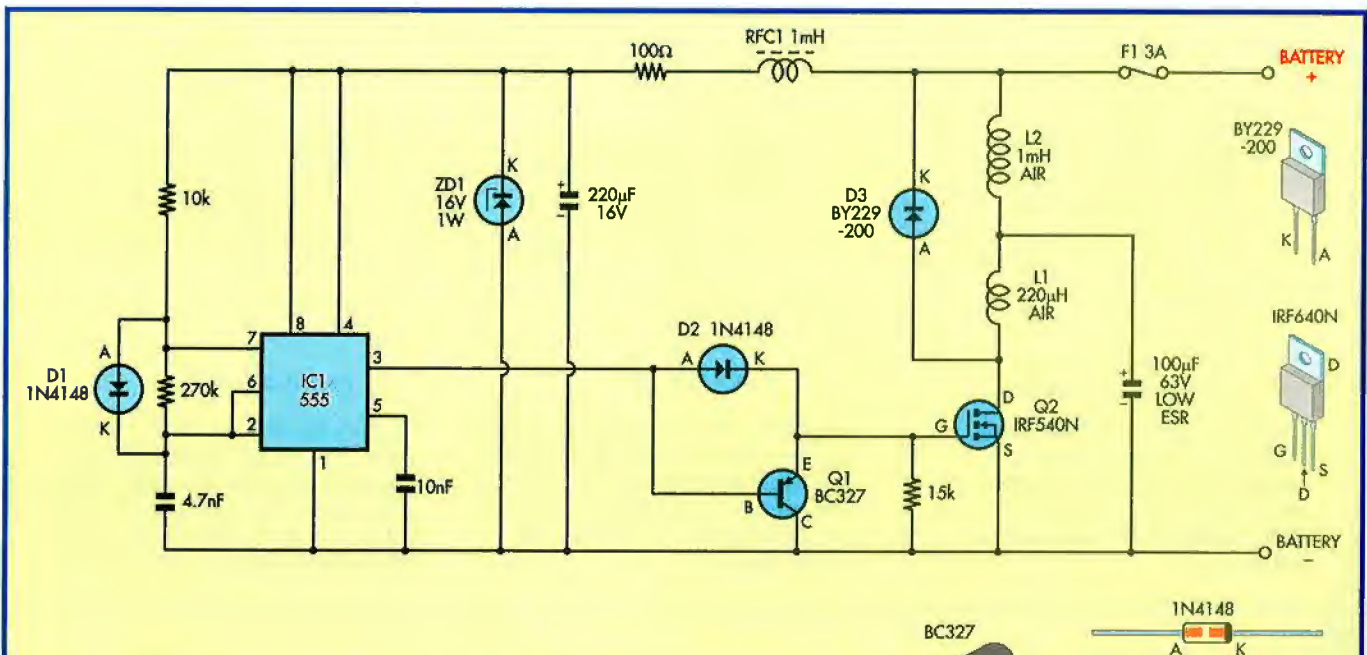 RFC1 1mH
100Ω
F1 3A
BATTERY
+
BY229
-200
K
A
L2
1mH
AIR
10k
ZD1
16V
1W
K
A
+
-
220µF
16V
D3
BY229
-200
K
A
L1
220µH
AIR
IRF640N
D
G
D
S
D1
1N4148
A
K
270k
7
6
2
8
4
3
5
1
IC1
555
D2 1N4148
A
K
+
-
100µF
63V
LOW
ESR
G
D
S
Q2
IRF540N
4.7nF
10nF
B
E
C
Q1
BC327
15k
BATTERY
-
BC327
1N4148
A
K